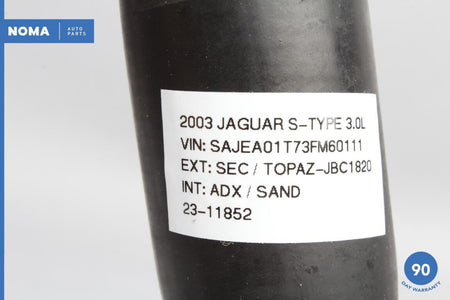 NOMA AUTO PARTS
2003 JAGUAR S-TYPE 3.0L
VIN: SAJEA01T73FM60111
EXT: SEC / TOPAZ-JBC1820
INT: ADX / SAND
23-11852
90
DAY WARRANTY